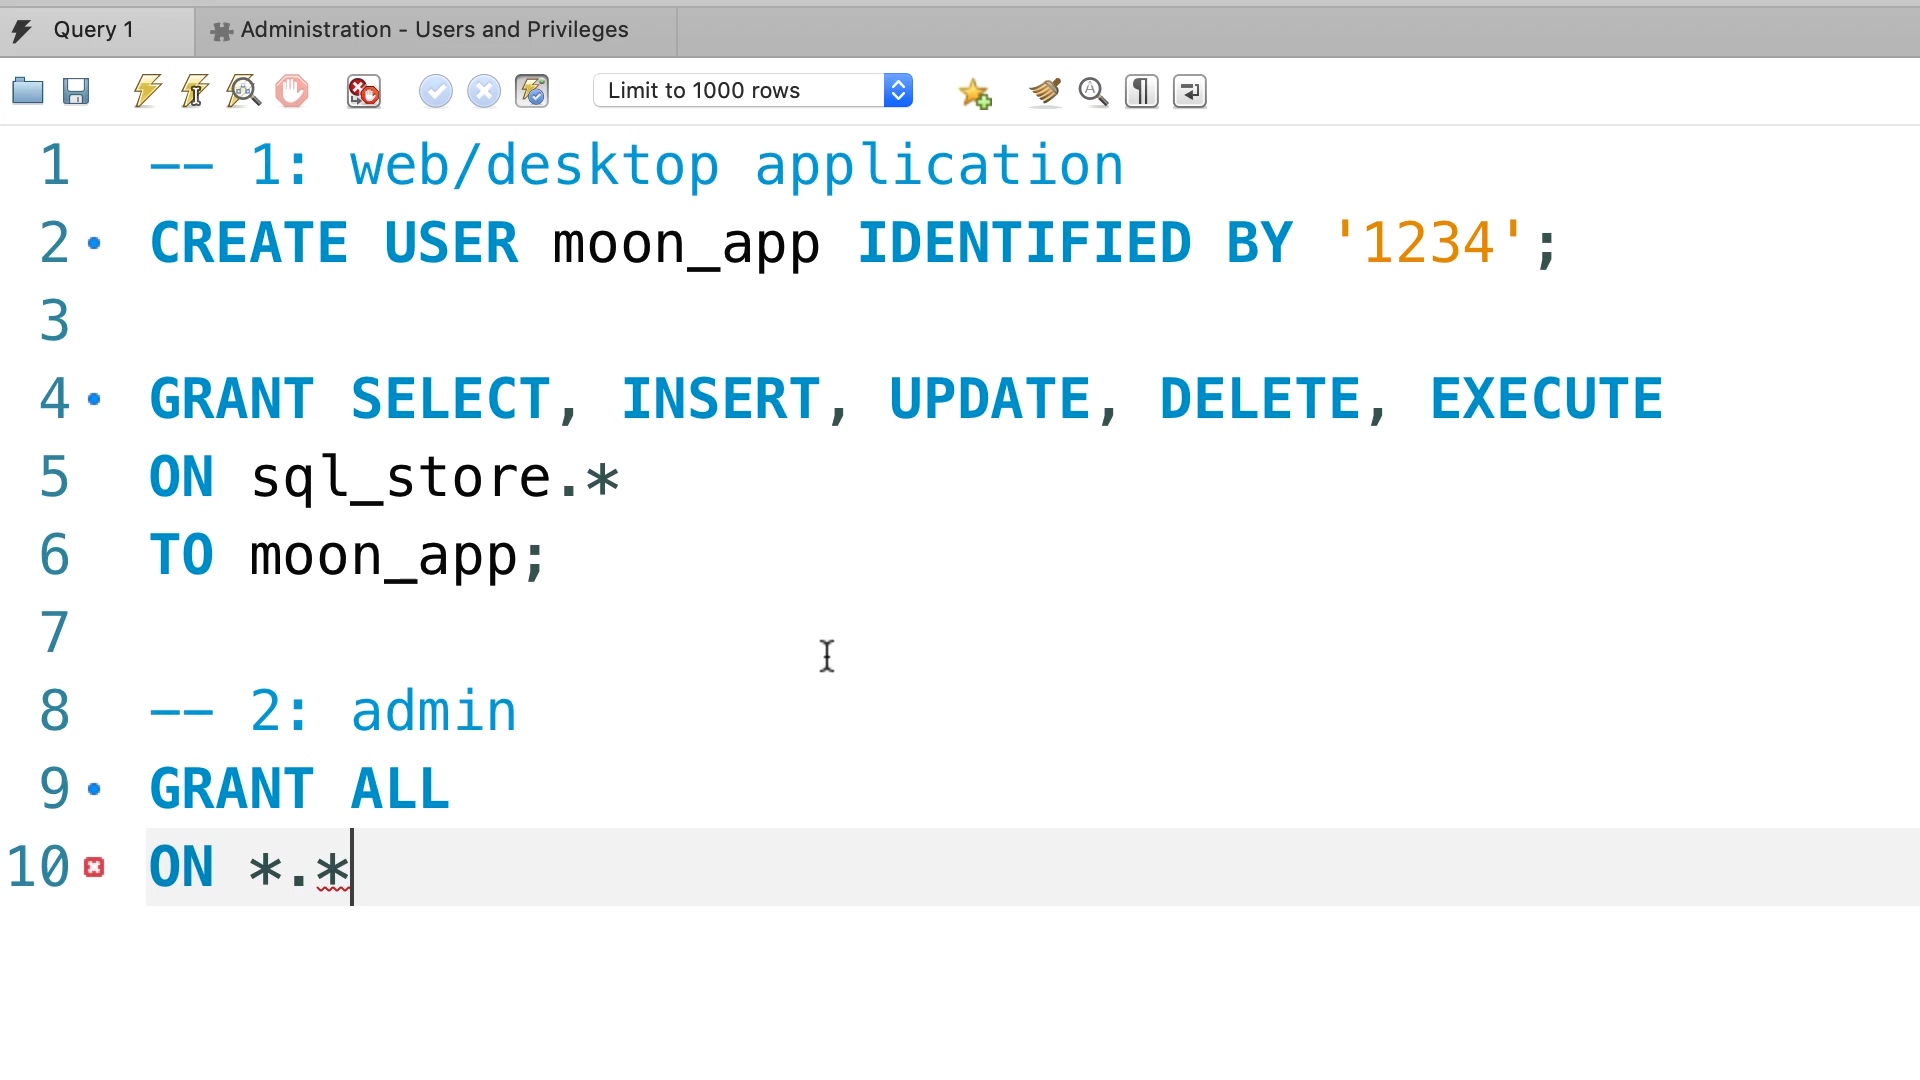 Query 1
Administration - Users and Privileges
Limit to 1000 rows
1 -- 1: web/desktop application
2 CREATE USER moon_app IDENTIFIED BY '1234';
3
4 GRANT SELECT, INSERT, UPDATE, DELETE, EXECUTE
5 ON sql_store.*
6 TO moon_app;
7
8 -- 2: admin
9 GRANT ALL
10 ON *.*